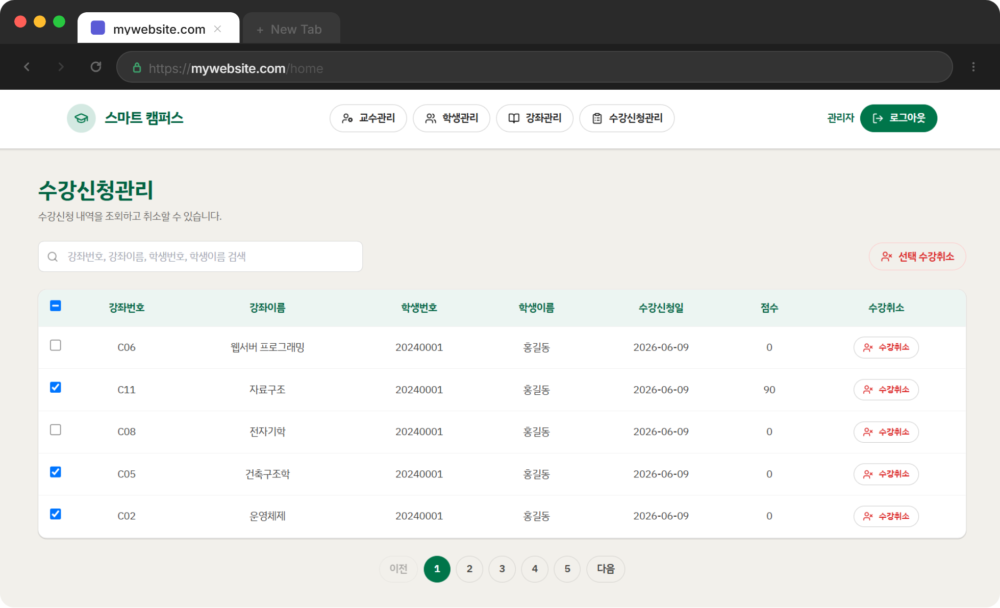 mywebsite.com
+ New Tab
https://mywebsite.com/home
스마트 캠퍼스
교수관리
학생관리
강좌관리
수강신청관리
관리자
로그아웃
수강신청관리
수강신청 내역을 조회하고 취소할 수 있습니다.
강좌번호, 강좌이름, 학생번호, 학생이름 검색
선택 수강취소
강좌번호 강좌이름 학생번호 학생이름 수강신청일 점수 수강취소
C06 웹서버 프로그래밍 20240001 홍길동 2026-06-09 0 수강취소
C11 자료구조 20240001 홍길동 2026-06-09 90 수강취소
C08 전자기학 20240001 홍길동 2026-06-09 0 수강취소
C05 건축구조학 20240001 홍길동 2026-06-09 0 수강취소
C02 운영체제 20240001 홍길동 2026-06-09 0 수강취소
이전 1 2 3 4 5 다음